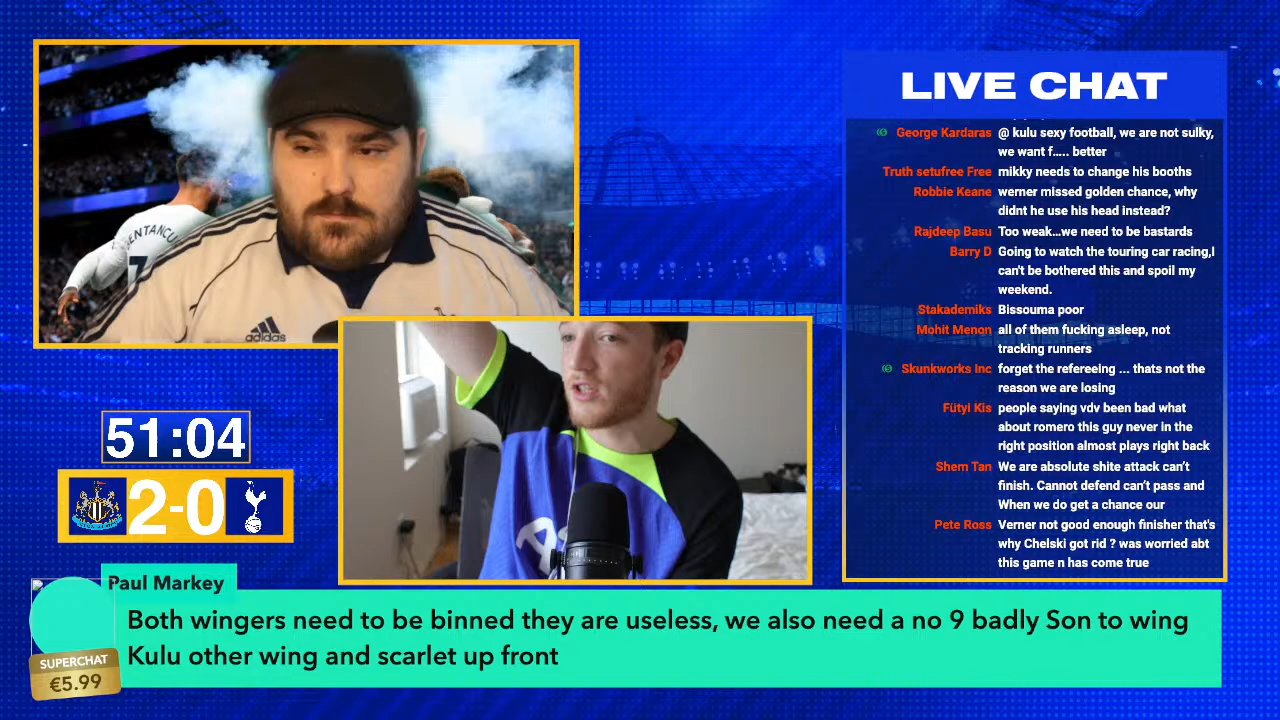 LIVE CHAT
George Kardaras @ kulu sexy football, we are not sulky,
we want f..... better
Truth setufree Free mikky needs to change his booths
Robbie Keane werner missed golden chance, why
didnt he use his head instead?
Rajdeep Basu Too weak...we need to be bastards
Barry D Going to watch the touring car racing,I
can't be bothered this and spoil my
weekend.
Stakademiks Bissouma poor
Mohit Menon all of them fucking asleep, not
tracking runners
Skunkworks Inc forget the refereeing ... thats not the
reason we are losing
Fütyi Kis people saying vdv been bad what
about romero this guy never in the
right position almost plays right back
Shem Tan We are absolute shite attack can't
finish. Cannot defend can't pass and
When we do get a chance our
Pete Ross Verner not good enough finisher that's
why Chelski got rid ? was worried abt
this game n has come true
ENTANCU
7
adidas
51:04
2-0
Paul Markey
Both wingers need to be binned they are useless, we also need a no 9 badly Son to wing
Kulu other wing and scarlet up front
SUPERCHAT
€5.99